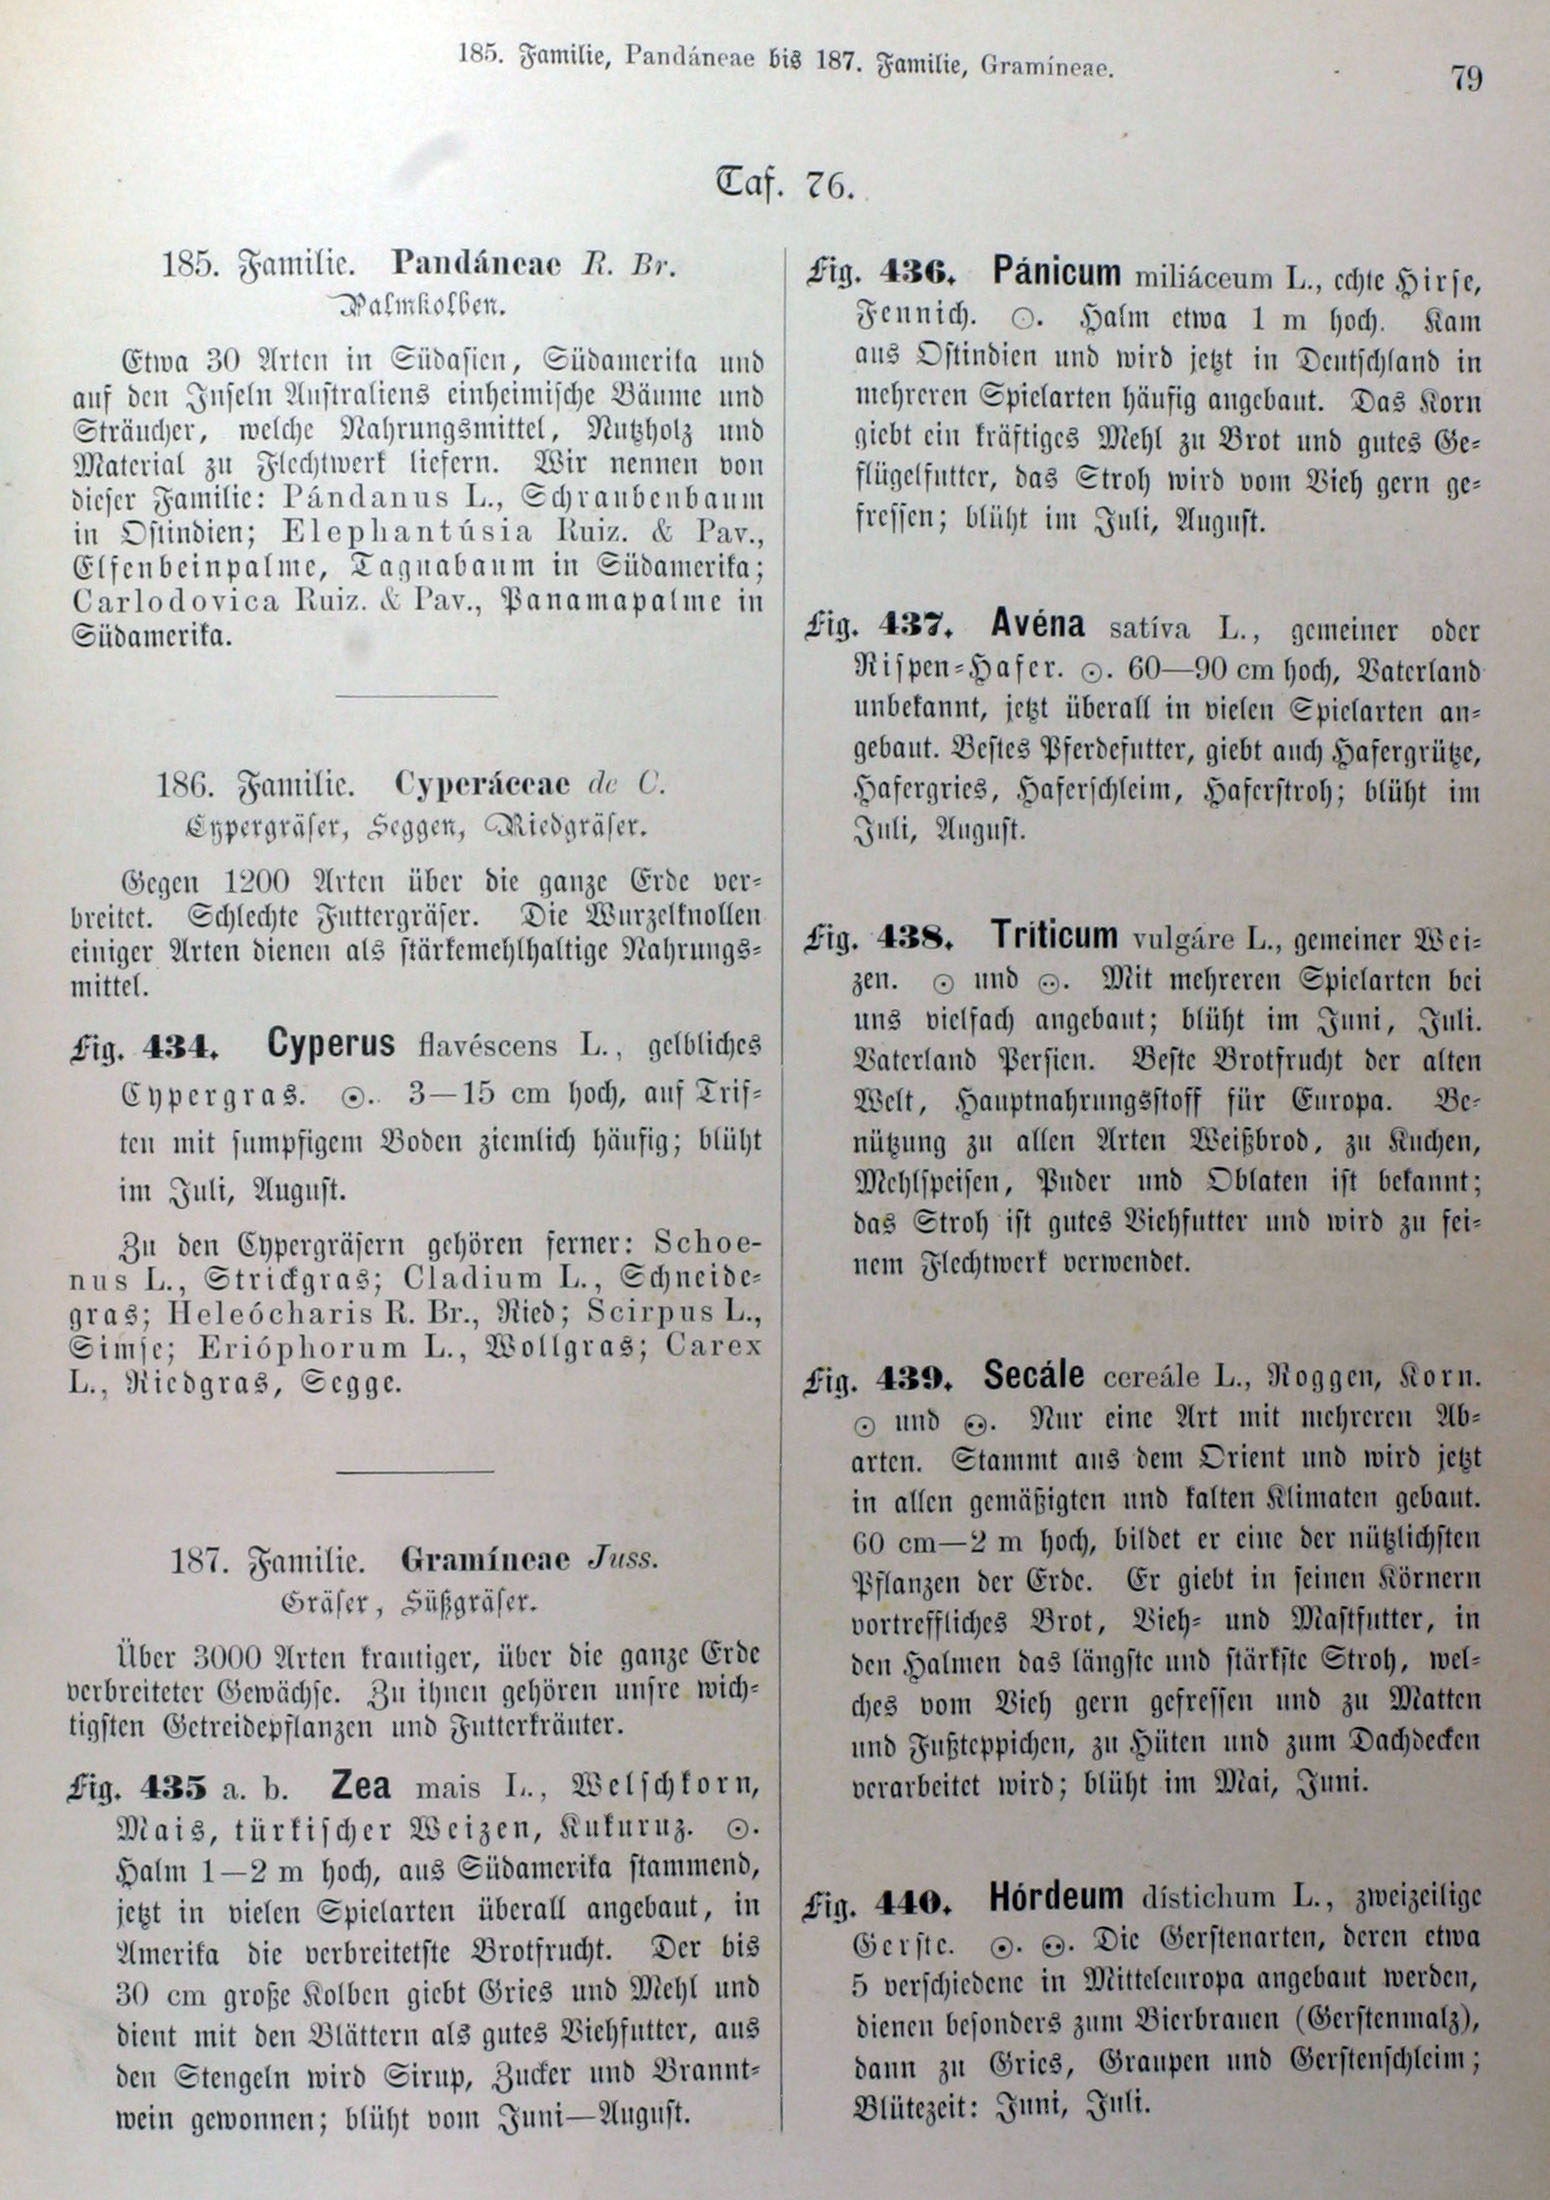 185. Familie, Pandáneae bis 187. Familie, Gramíneae.
79
Taf. 76.
185. Familie. Pandáneae R. Br.
Palmkolben.
Etwa 30 Arten in Südasien, Südamerika und
auf den Inseln Australiens einheimische Bäume und
Sträucher, welche Nahrungsmittel, Nutzholz und
Material zu Flechtwerk liefern. Wir nennen von
dieser Familie: Pándanus L., Schraubenbaum
in Ostindien; Elephantúsia Ruiz. & Pav.,
Elfenbeinpalme, Taguabaum in Südamerika;
Carlodovica Ruiz. & Pav., Panamapalme in
Südamerika.
186. Familie. Cyperáceae de C.
Cypergräser, Seggen, Riedgräser.
Gegen 1200 Arten über die ganze Erde ver-
breitet. Schlechte Futtergräser. Die Wurzelknollen
einiger Arten dienen als stärkemehlhaltige Nahrungs-
mittel.
Fig. 434. Cyperus flavéscens L., gelbliches
Cypergras. ⊙. 3—15 cm hoch, auf Trif-
ten mit sumpfigem Boden ziemlich häufig; blüht
im Juli, August.
Zu den Cypergräsern gehören ferner: Schoe-
nus L., Strickgras; Cladium L., Schneide-
gras; Heleócharis R. Br., Ried; Scirpus L.,
Simse; Erióphorum L., Wollgras; Carex
L., Riedgras, Segge.
187. Familie. Gramíneae Juss.
Gräser, Süßgräser.
Über 3000 Arten krautiger, über die ganze Erde
verbreiteter Gewächse. Zu ihnen gehören unsre wich-
tigsten Getreidepflanzen und Futterkräuter.
Fig. 435 a. b. Zea mais L., Welschkorn,
Mais, türkischer Weizen, Kukuruz. ⊙.
Halm 1—2 m hoch, aus Südamerika stammend,
jetzt in vielen Spielarten überall angebaut, in
Amerika die verbreitetste Brotfrucht. Der bis
30 cm große Kolben giebt Gries und Mehl und
dient mit den Blättern als gutes Viehfutter, aus
den Stengeln wird Sirup, Zucker und Brannt-
wein gewonnen; blüht vom Juni—August.
Fig. 436. Pánicum miliáceum L., echte Hirse,
Fennich. ⊙. Halm etwa 1 m hoch. Kam
aus Ostindien und wird jetzt in Deutschland in
mehreren Spielarten häufig angebaut. Das Korn
giebt ein kräftiges Mehl zu Brot und gutes Ge-
flügelfutter, das Stroh wird vom Vieh gern ge-
fressen; blüht im Juli, August.
Fig. 437. Avéna satíva L., gemeiner oder
Rispen-Hafer. ⊙. 60—90 cm hoch, Vaterland
unbekannt, jetzt überall in vielen Spielarten an-
gebaut. Bestes Pferdefutter, giebt auch Hafergrütze,
Hafergries, Haferschleim, Haferstroh; blüht im
Juli, August.
Fig. 438. Tríticum vulgáre L., gemeiner Wei-
zen. ⊙ und ⊙. Mit mehreren Spielarten bei
uns vielfach angebaut; blüht im Juni, Juli.
Vaterland Persien. Beste Brotfrucht der alten
Welt, Hauptnahrungsstoff für Europa. Be-
nützung zu allen Arten Weißbrod, zu Kuchen,
Mehlspeisen, Puder und Oblaten ist bekannt;
das Stroh ist gutes Viehfutter und wird zu fei-
nem Flechtwerk verwendet.
Fig. 439. Secále cereále L., Roggen, Korn.
⊙ und ⊙. Nur eine Art mit mehreren Ab-
arten. Stammt aus dem Orient und wird jetzt
in allen gemäßigten und kalten Klimaten gebaut.
60 cm—2 m hoch, bildet er eine der nützlichsten
Pflanzen der Erde. Er giebt in seinen Körnern
vortreffliches Brot, Vieh- und Mastfutter, in
den Halmen das längste und stärkste Stroh, wel-
ches vom Vieh gern gefressen und zu Matten
und Fußteppichen, zu Hüten und zum Dachdecken
verarbeitet wird; blüht im Mai, Juni.
Fig. 440. Hórdeum dístichum L., zweizeilige
Gerste. ⊙. ⊙. Die Gerstenarten, deren etwa
5 verschiedene in Mitteleuropa angebaut werden,
dienen besonders zum Bierbrauen (Gerstenmalz),
dann zu Gries, Graupen und Gerstenschleim;
Blütezeit: Juni, Juli.